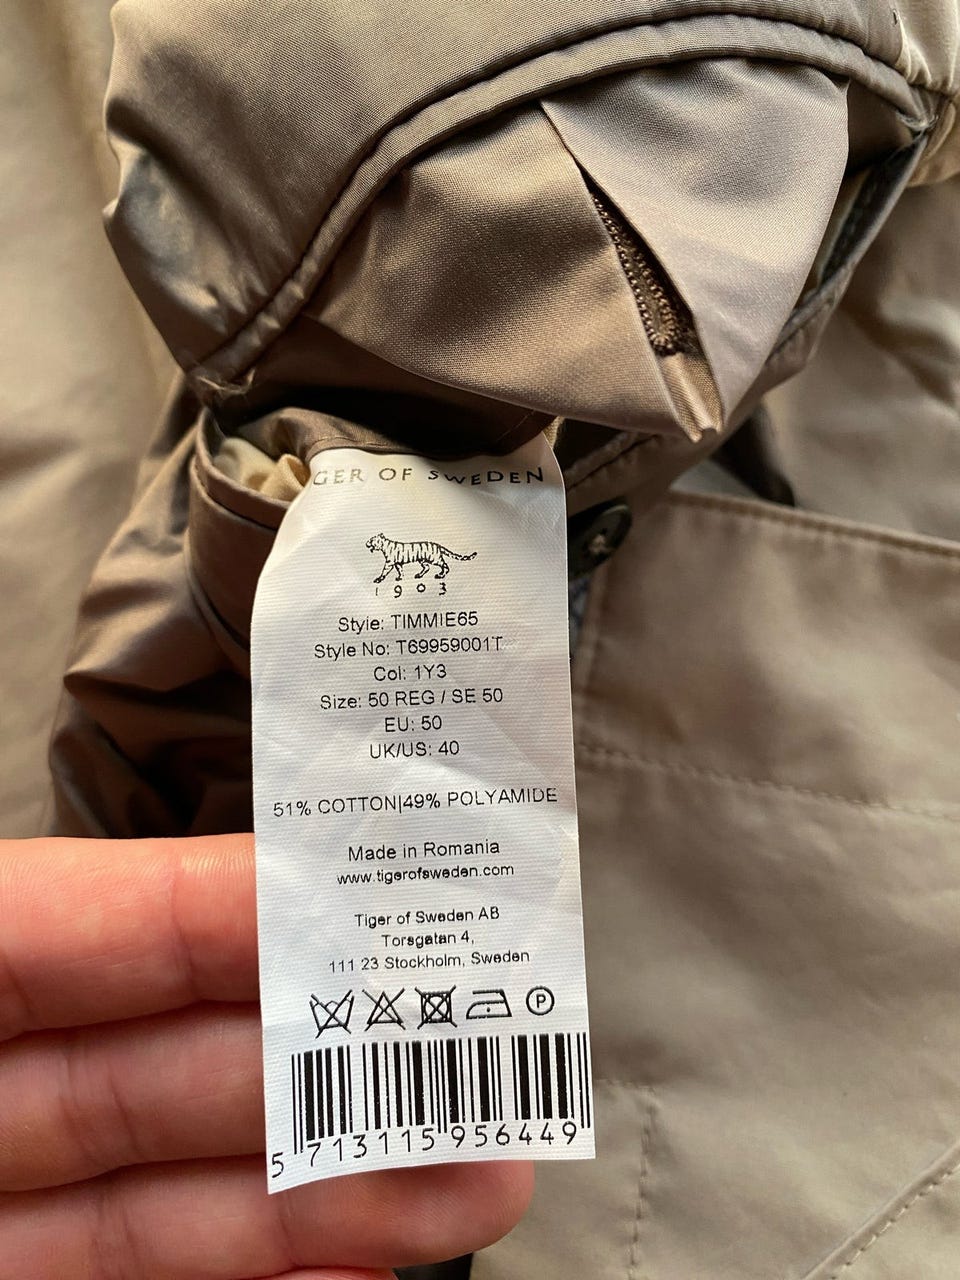 GER OF SWEDEN
1903
Style: TIMMIE65
Style No: T69959001T
Col: 1Y3
Size: 50 REG / SE 50
EU: 50
UK/US: 40
51% COTTON|49% POLYAMIDE
Made in Romania
www.tigerofsweden.com
Tiger of Sweden AB
Torsgatan 4,
111 23 Stockholm, Sweden
P
5 713115 956449